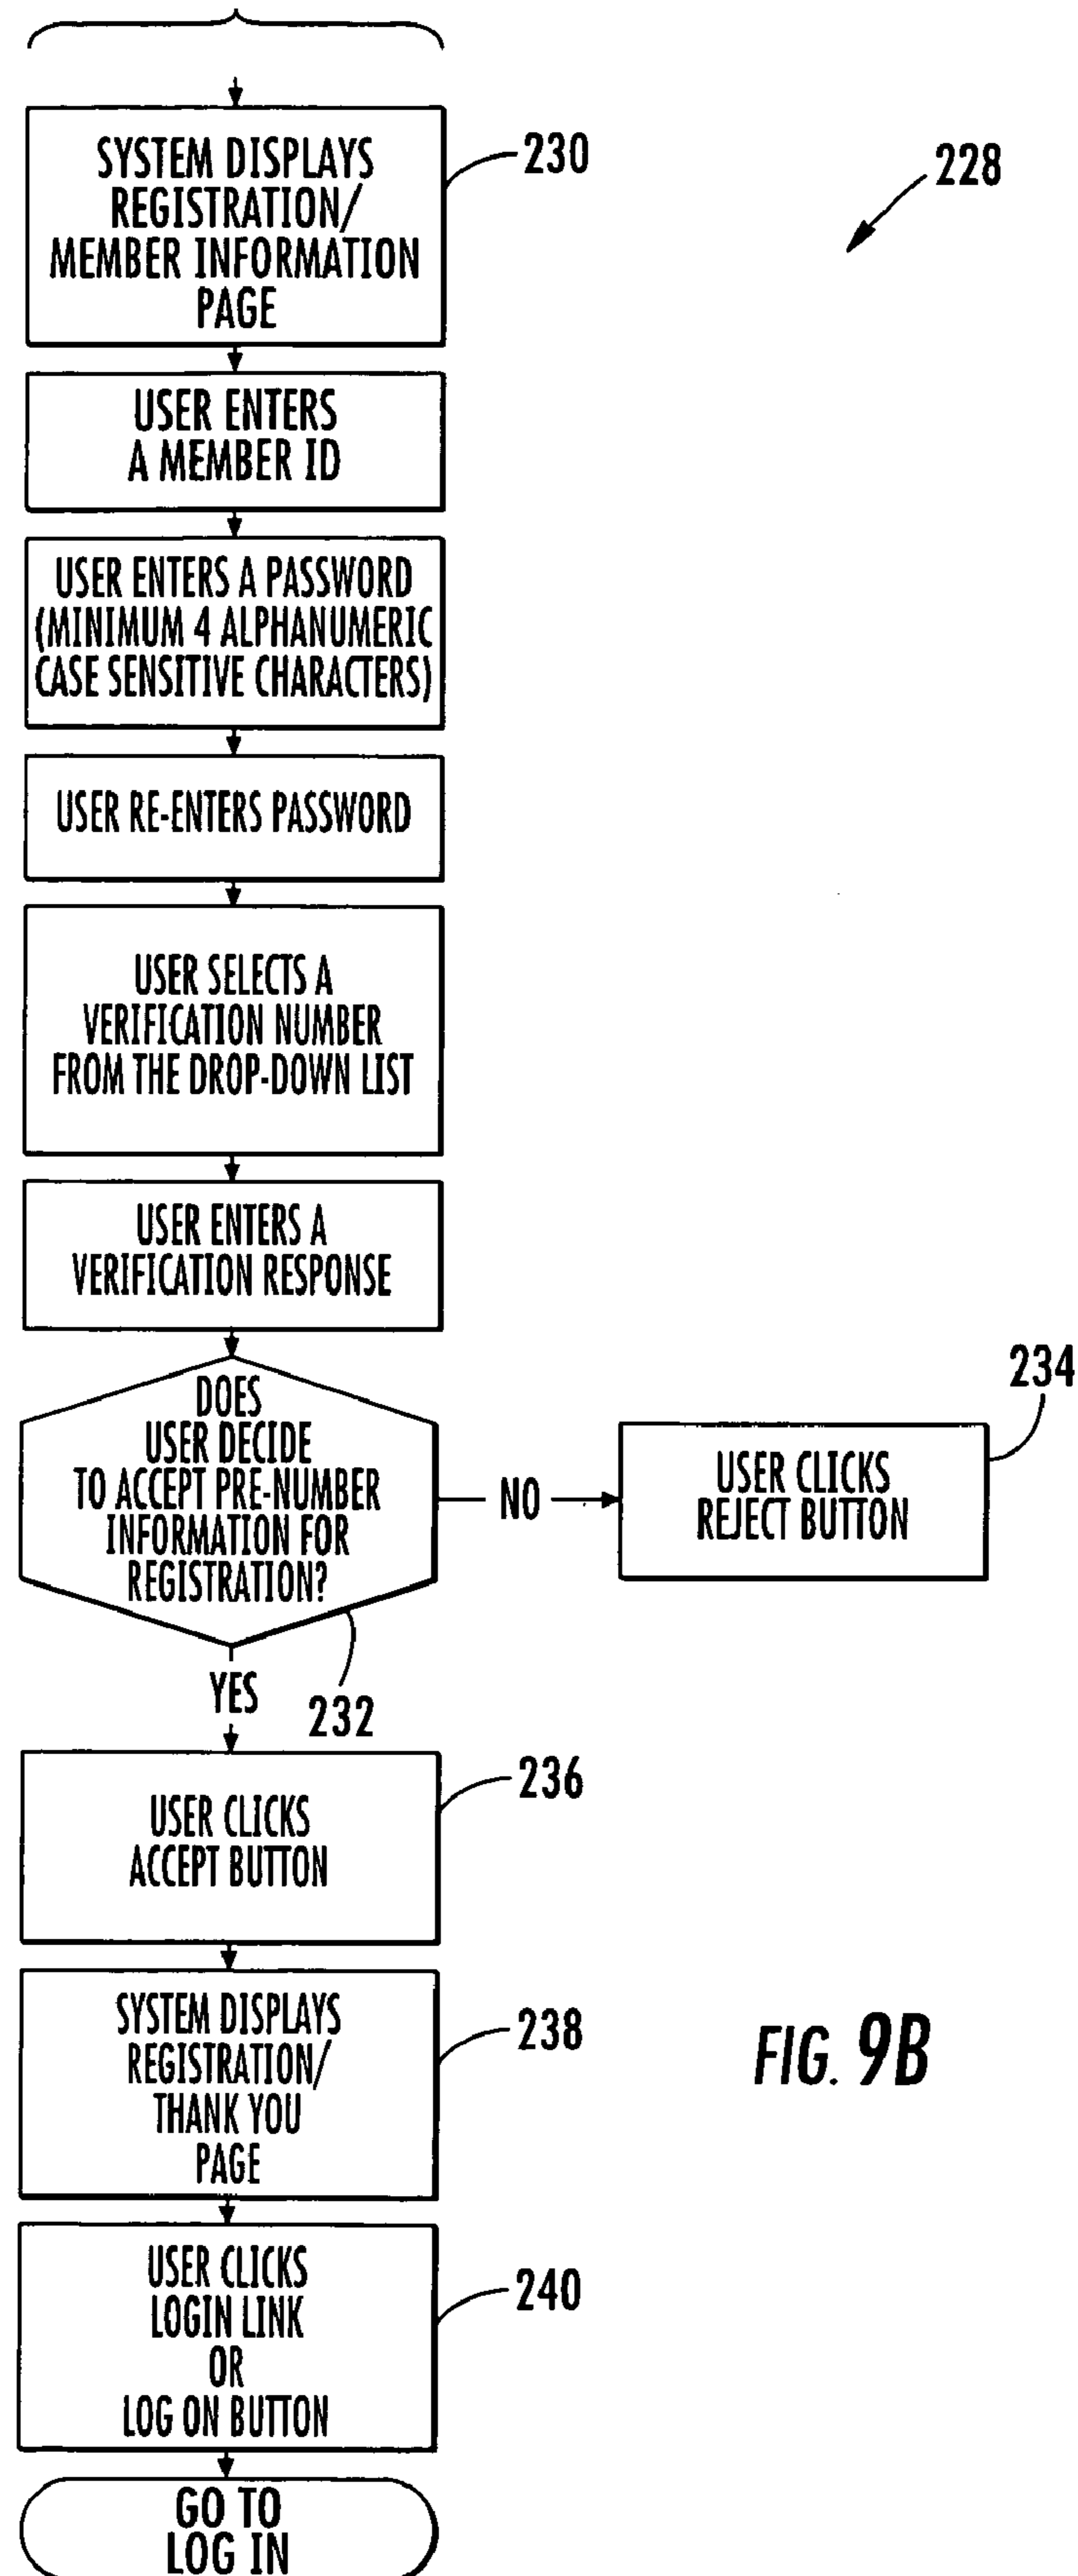 SYSTEM DISPLAYS
REGISTRATION/
MEMBER INFORMATION
PAGE
230
228
USER ENTERS
A MEMBER ID
USER ENTERS A PASSWORD
(MINIMUM 4 ALPHANUMERIC
CASE SENSITIVE CHARACTERS)
USER RE-ENTERS PASSWORD
USER SELECTS A
VERIFICATION NUMBER
FROM THE DROP-DOWN LIST
USER ENTERS A
VERIFICATION RESPONSE
DOES
USER DECIDE
TO ACCEPT PRE-NUMBER
INFORMATION FOR
REGISTRATION?
NO
USER CLICKS
REJECT BUTTON
234
YES
232
USER CLICKS
ACCEPT BUTTON
236
SYSTEM DISPLAYS
REGISTRATION/
THANK YOU
PAGE
238
FIG. 9B
USER CLICKS
LOGIN LINK
OR
LOG ON BUTTON
240
GO TO
LOG IN